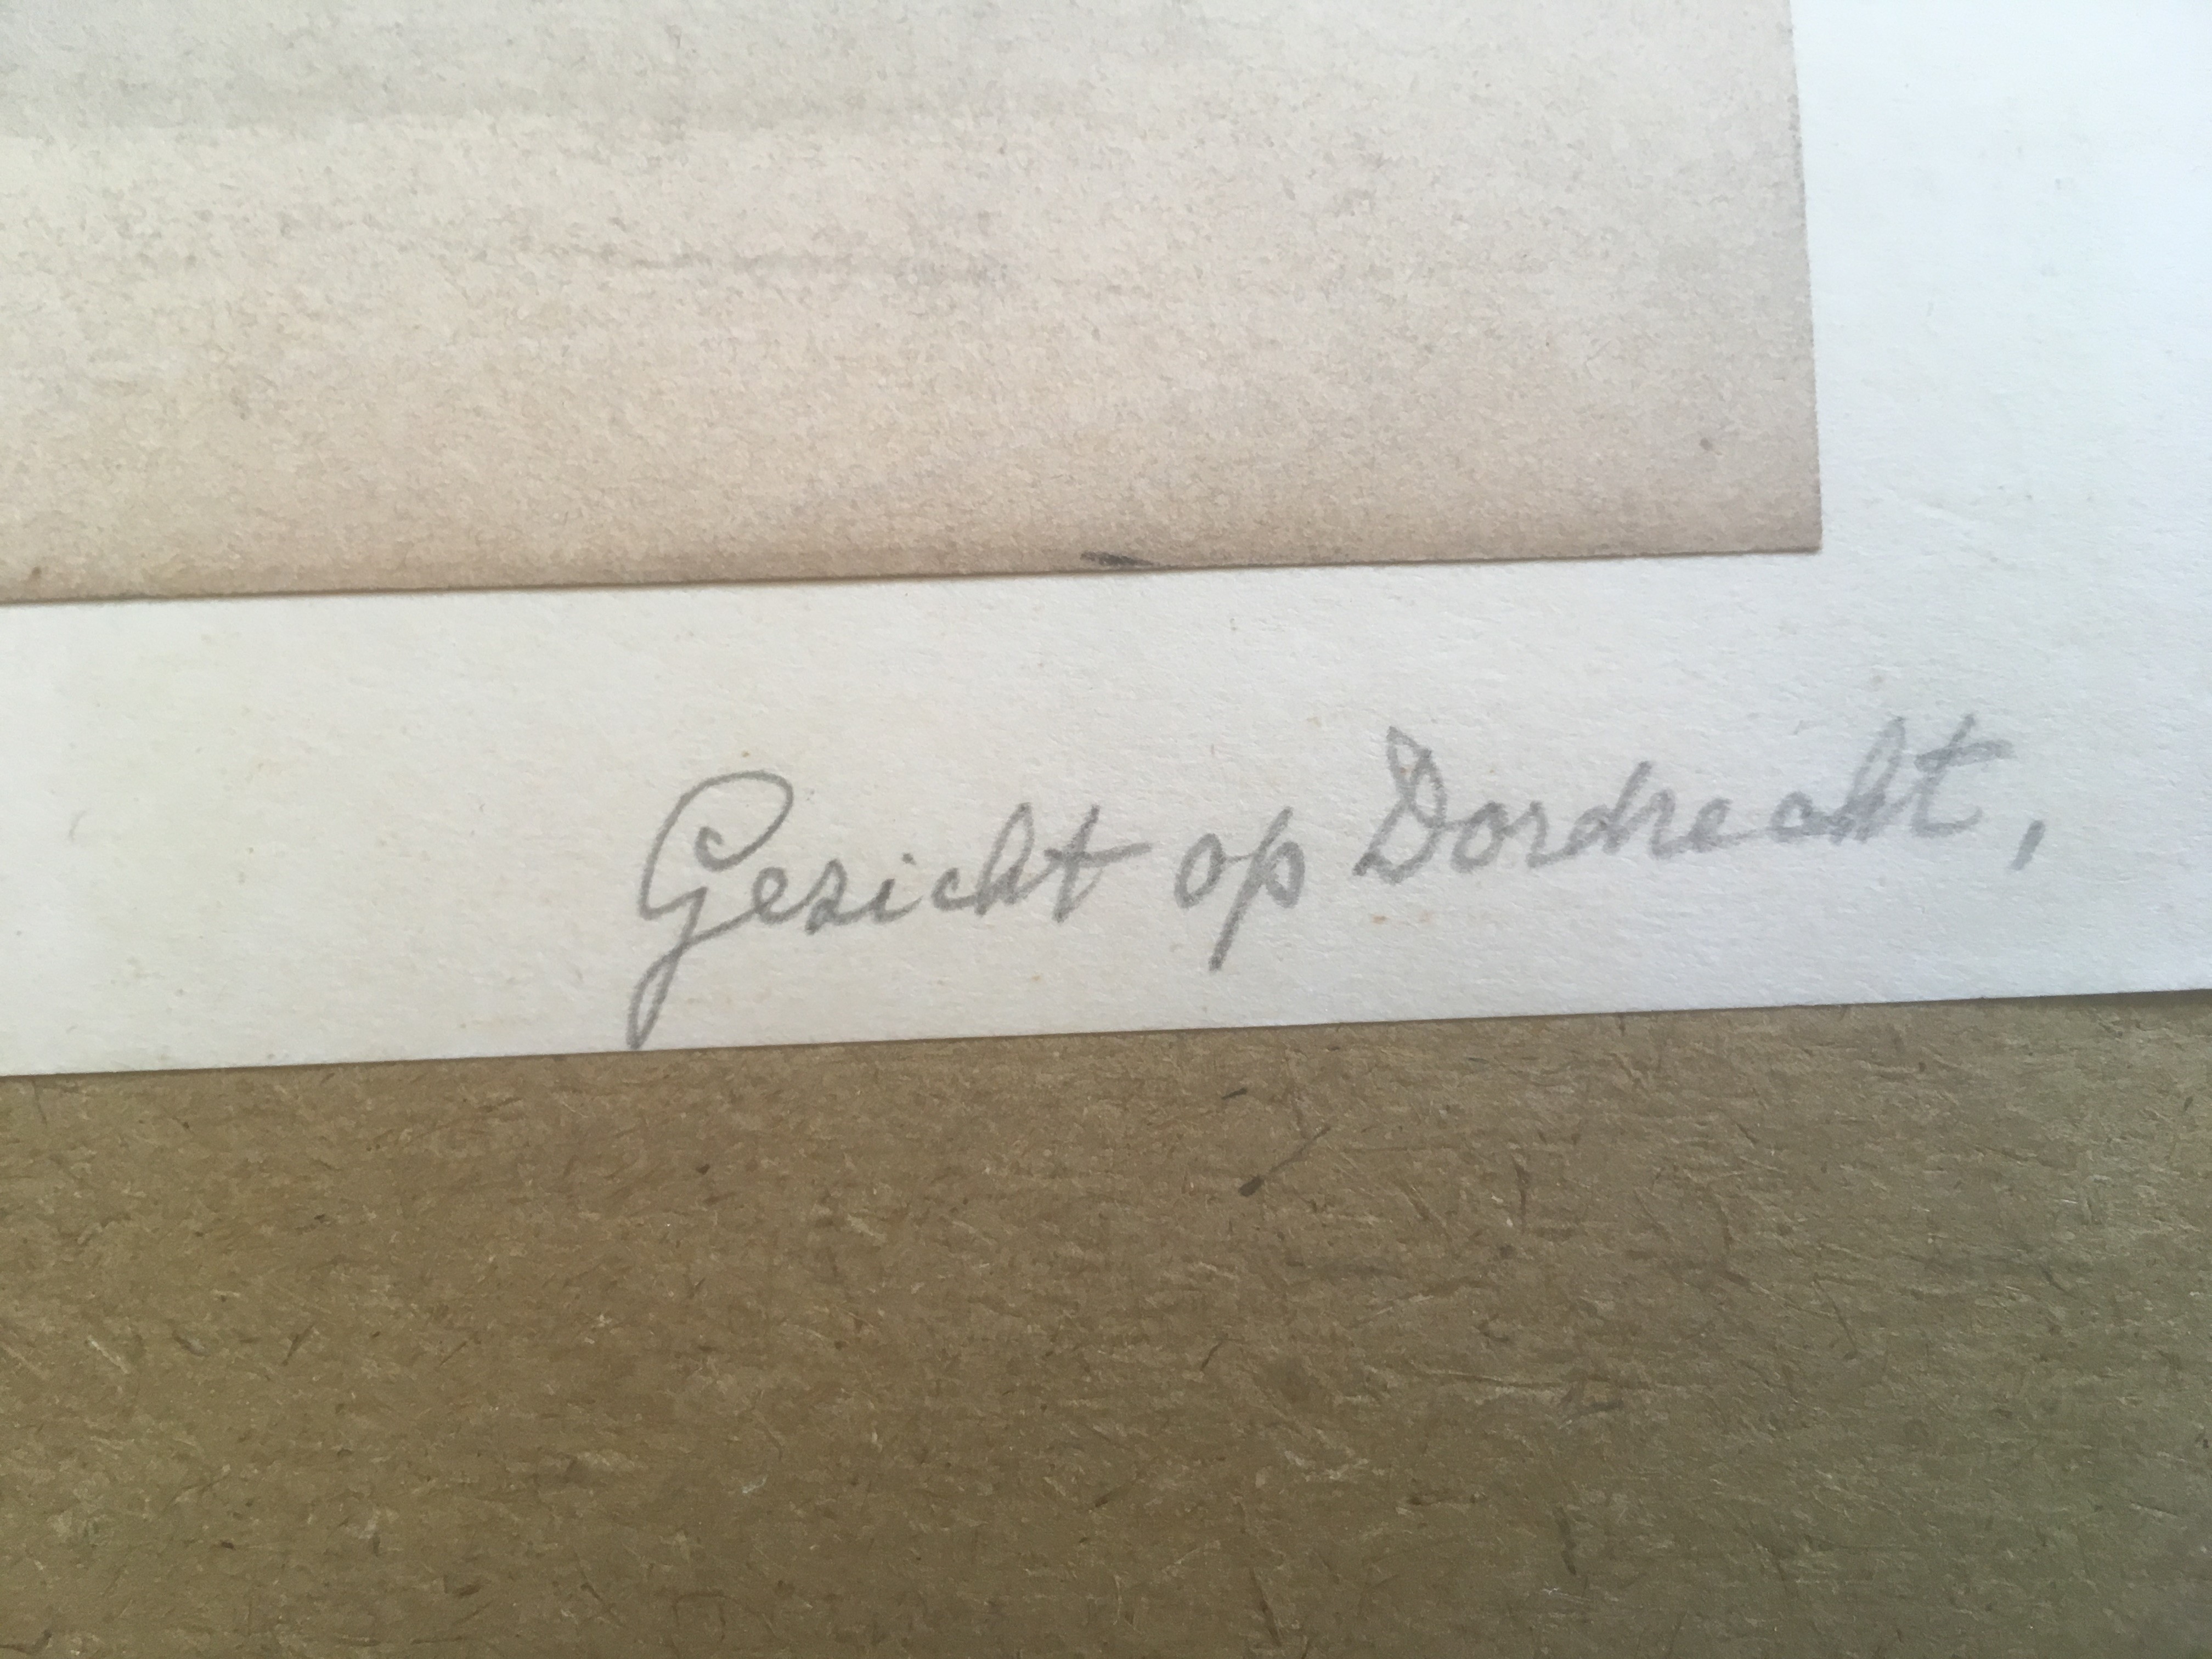 Gezicht op Dordrecht,